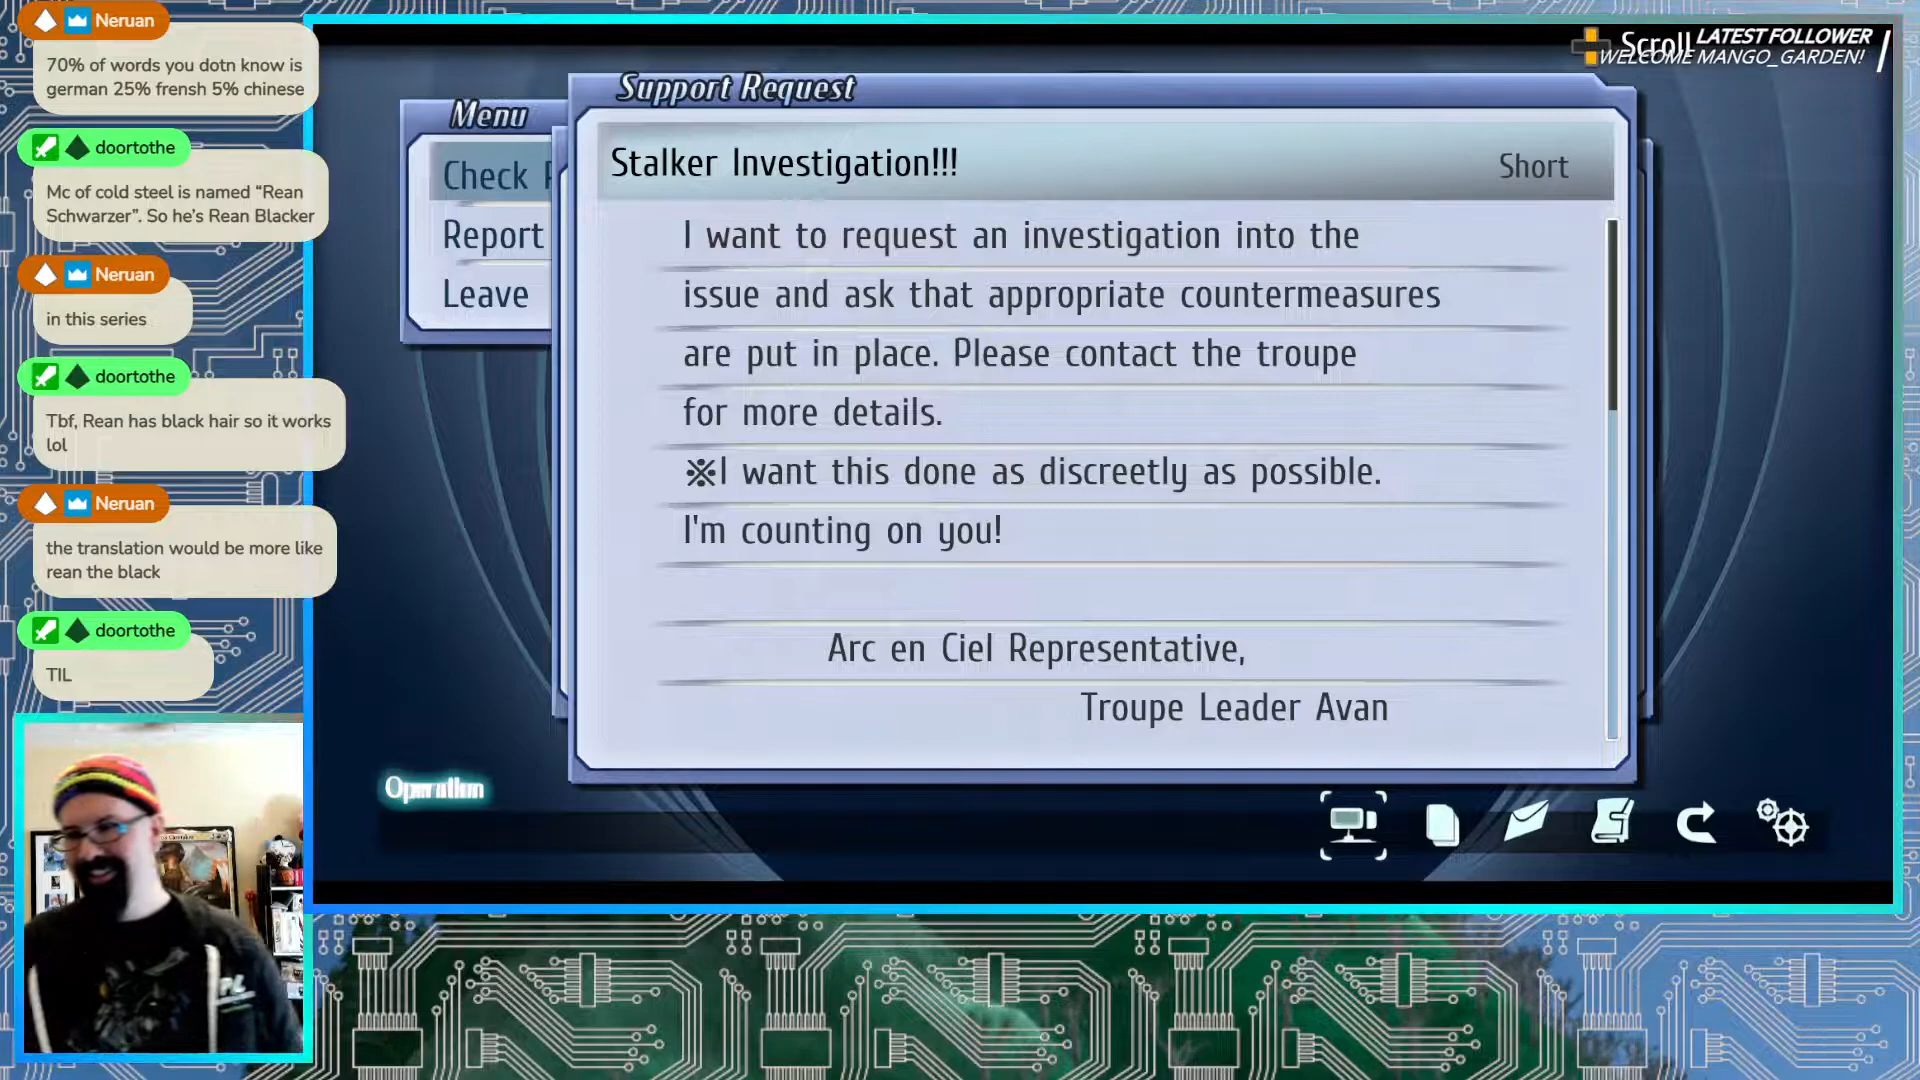 Neruan
70% of words you dotn know is
german 25% frensh 5% chinese
doortothe
Mc of cold steel is named “Rean
Schwarzer”. So he’s Rean Blacker
Neruan
in this series
doortothe
Tbf, Rean has black hair so it works
lol
Neruan
the translation would be more like
rean the black
doortothe
TIL
Scroll
LATEST FOLLOWER
WELCOME MANGO_GARDEN!
Menu
Check
Report
Leave
Support Request
Stalker Investigation!!!
Short
I want to request an investigation into the
issue and ask that appropriate countermeasures
are put in place. Please contact the troupe
for more details.
※I want this done as discreetly as possible.
I'm counting on you!
Arc en Ciel Representative,
Troupe Leader Avan
Operation